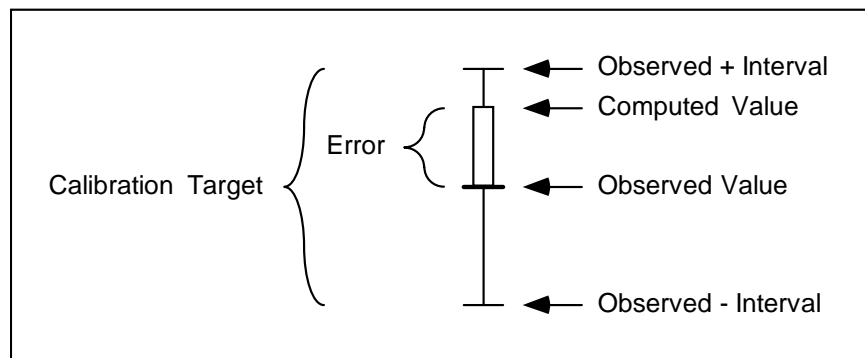 Observed + Interval
Computed Value
Error
Calibration Target
Observed Value
Observed - Interval